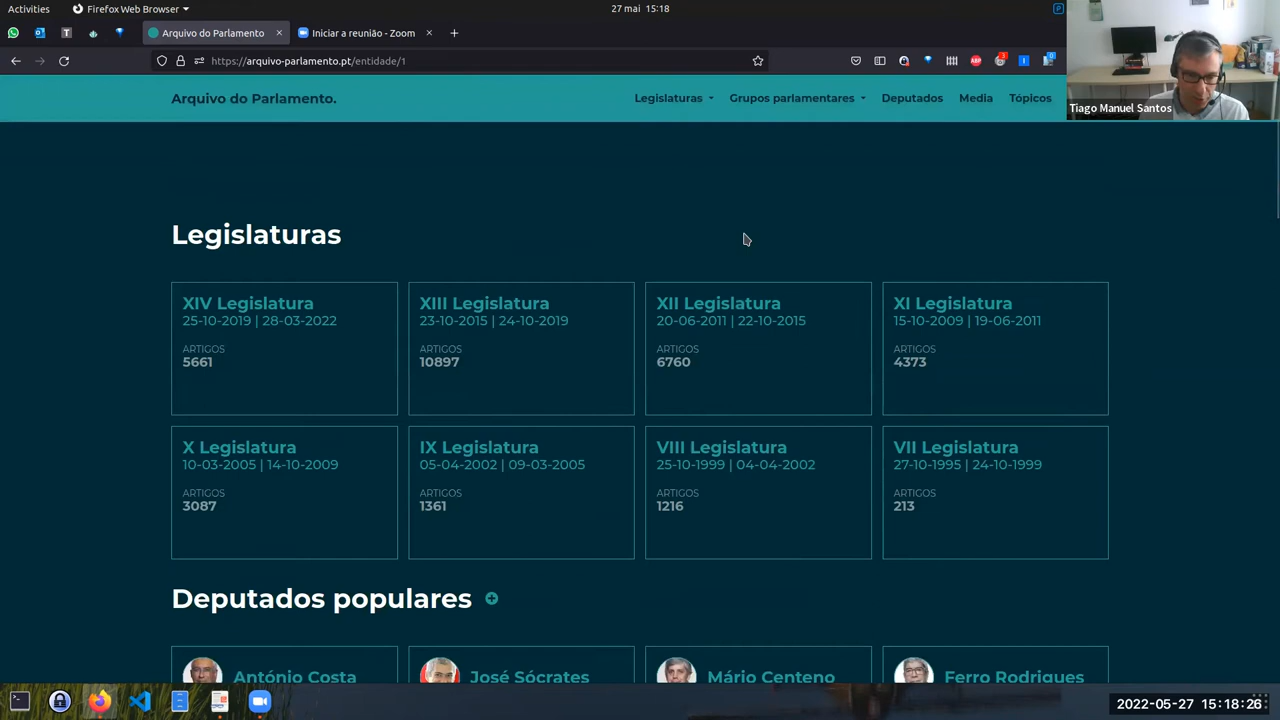 Activities
Firefox Web Browser
27 mai 15:18
Arquivo do Parlamento
Iniciar a reunião - Zoom
https://arquivo-parlamento.pt/entidade/1
Tiago Manuel Santos
Arquivo do Parlamento.
Legislaturas
Grupos parlamentares
Deputados
Media
Tópicos
Legislaturas
XIV Legislatura
25-10-2019 | 28-03-2022
ARTIGOS
5661
XIII Legislatura
23-10-2015 | 24-10-2019
ARTIGOS
10897
XII Legislatura
20-06-2011 | 22-10-2015
ARTIGOS
6760
XI Legislatura
15-10-2009 | 19-06-2011
ARTIGOS
4373
X Legislatura
10-03-2005 | 14-10-2009
ARTIGOS
3087
IX Legislatura
05-04-2002 | 09-03-2005
ARTIGOS
1361
VIII Legislatura
25-10-1999 | 04-04-2002
ARTIGOS
1216
VII Legislatura
27-10-1995 | 24-10-1999
ARTIGOS
213
Deputados populares
António Costa
José Sócrates
Mário Centeno
Ferro Rodrigues
2022-05-27 15:18:26